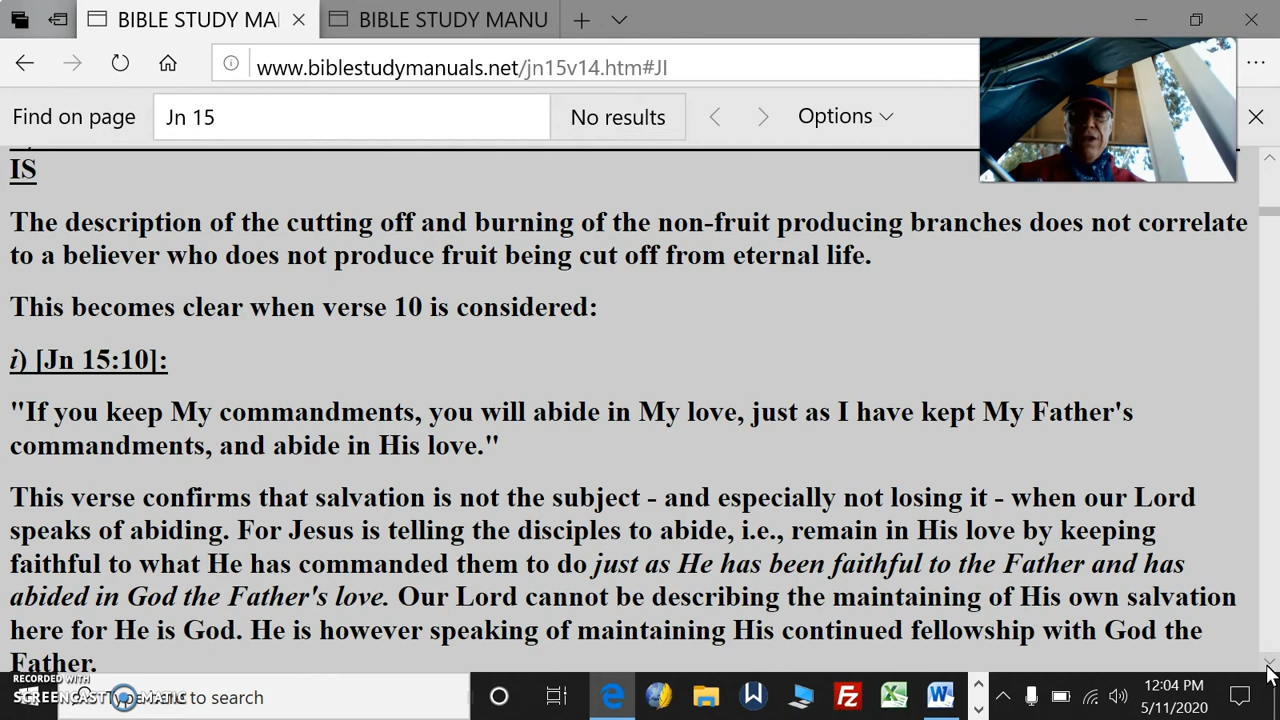 BIBLE STUDY MA
BIBLE STUDY MANU
www.biblestudymanuals.net/jn15v14.htm#JI
Find on page
Jn 15
No results
Options
IS
The description of the cutting off and burning of the non-fruit producing branches does not correlate
to a believer who does not produce fruit being cut off from eternal life.
This becomes clear when verse 10 is considered:
i) [Jn 15:10]:
"If you keep My commandments, you will abide in My love, just as I have kept My Father's
commandments, and abide in His love."
This verse confirms that salvation is not the subject - and especially not losing it - when our Lord
speaks of abiding. For Jesus is telling the disciples to abide, i.e., remain in His love by keeping
faithful to what He has commanded them to do just as He has been faithful to the Father and has
abided in God the Father's love. Our Lord cannot be describing the maintaining of His own salvation
here for He is God. He is however speaking of maintaining His continued fellowship with God the
Father.
RECORDED WITH
SCREENCAST MATIC
Type here to search
12:04 PM
5/11/2020